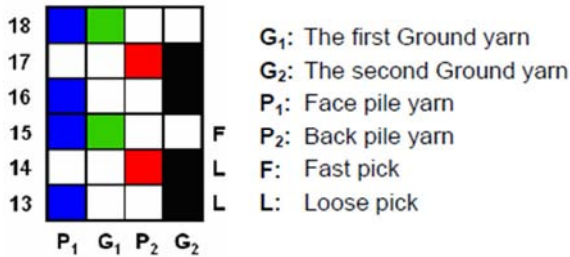 18
17
16
15 F
14 L
13 L
P₁ G₁ P₂ G₂
G₁: The first Ground yarn
G₂: The second Ground yarn
P₁: Face pile yarn
P₂: Back pile yarn
F: Fast pick
L: Loose pick